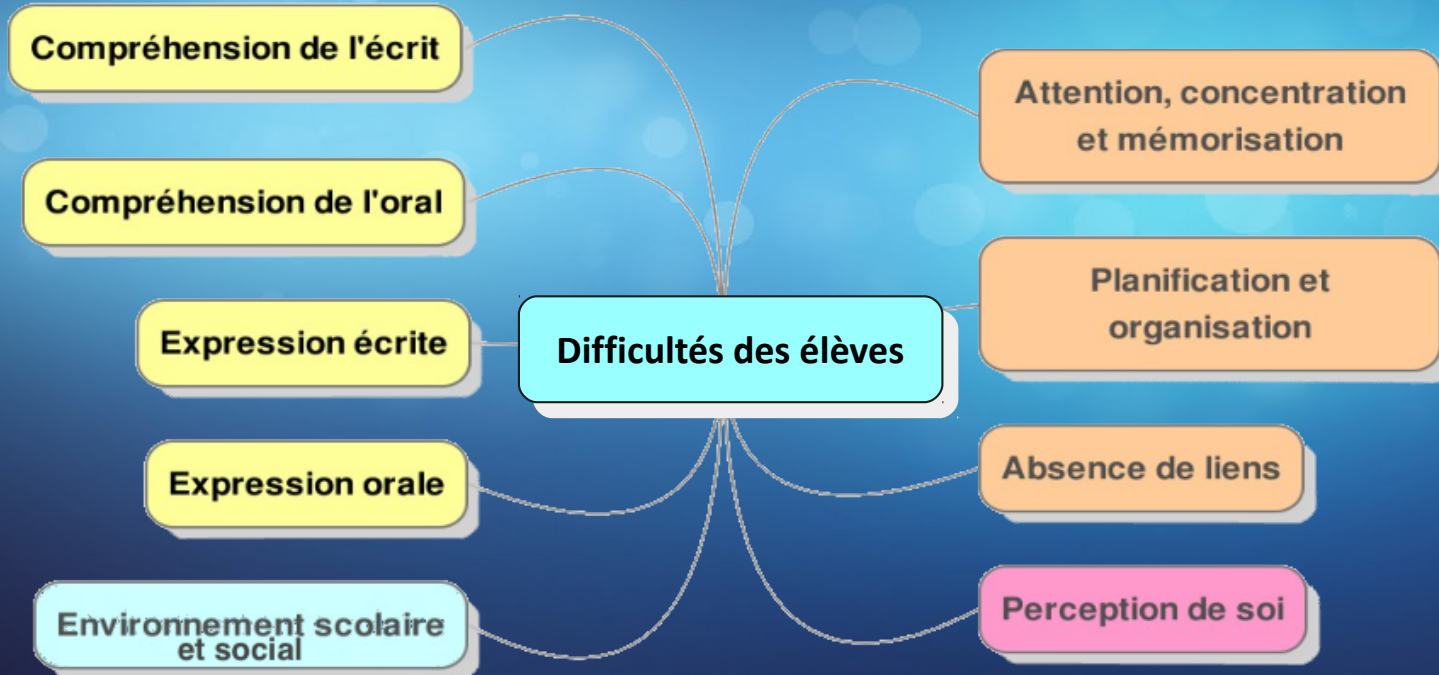 Compréhension de l'écrit
Compréhension de l'oral
Expression écrite
Expression orale
Environnement scolaire
et social
Difficultés des élèves
Attention, concentration
et mémorisation
Planification et
organisation
Absence de liens
Perception de soi